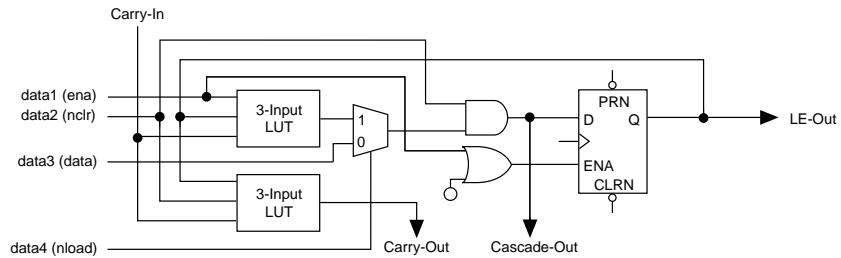 Carry-In
data1 (ena)
data2 (nclr)
3-Input
LUT
1
0
PRN
D Q
LE-Out
data3 (data)
ENA
CLRN
3-Input
LUT
data4 (nload)
Carry-Out
Cascade-Out